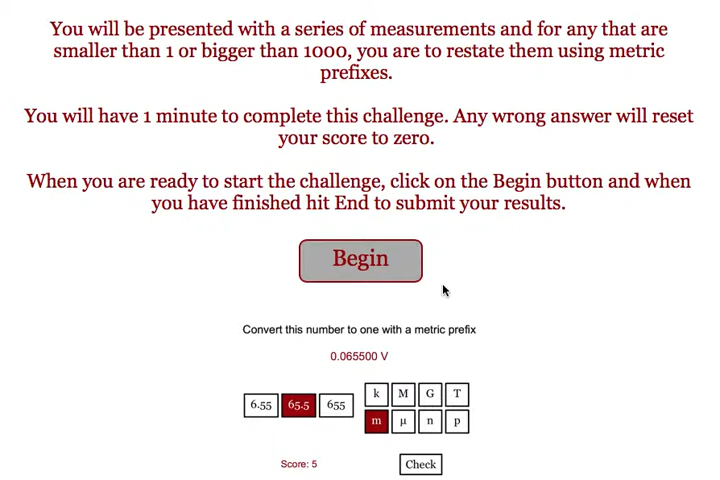 You will be presented with a series of measurements and for any that are
smaller than 1 or bigger than 1000, you are to restate them using metric
prefixes.
You will have 1 minute to complete this challenge. Any wrong answer will reset
your score to zero.
When you are ready to start the challenge, click on the Begin button and when
you have finished hit End to submit your results.
Begin
Convert this number to one with a metric prefix
0.065500 V
6.55 65.5 655
k M G T
m μ n p
Score: 5
Check